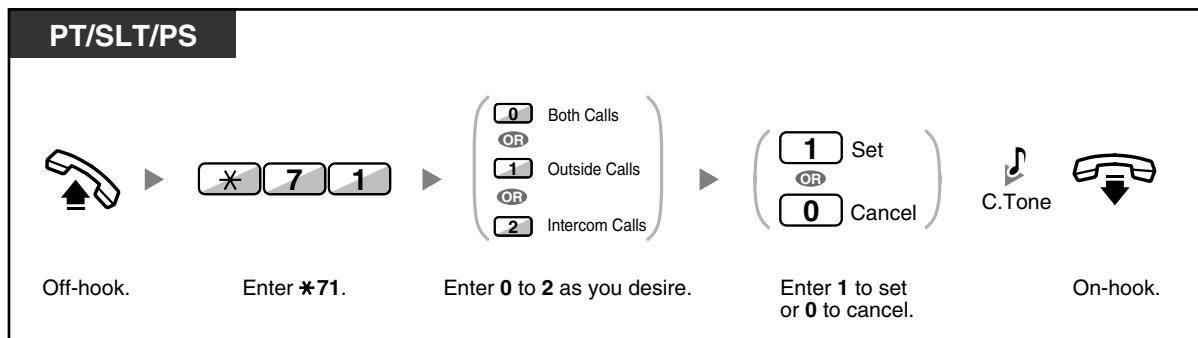 PT/SLT/PS
0 Both Calls
OR
1 Outside Calls
OR
2 Intercom Calls
1 Set
OR
0 Cancel
* 7 1
C.Tone
Off-hook.
Enter *71.
Enter 0 to 2 as you desire.
Enter 1 to set
or 0 to cancel.
On-hook.